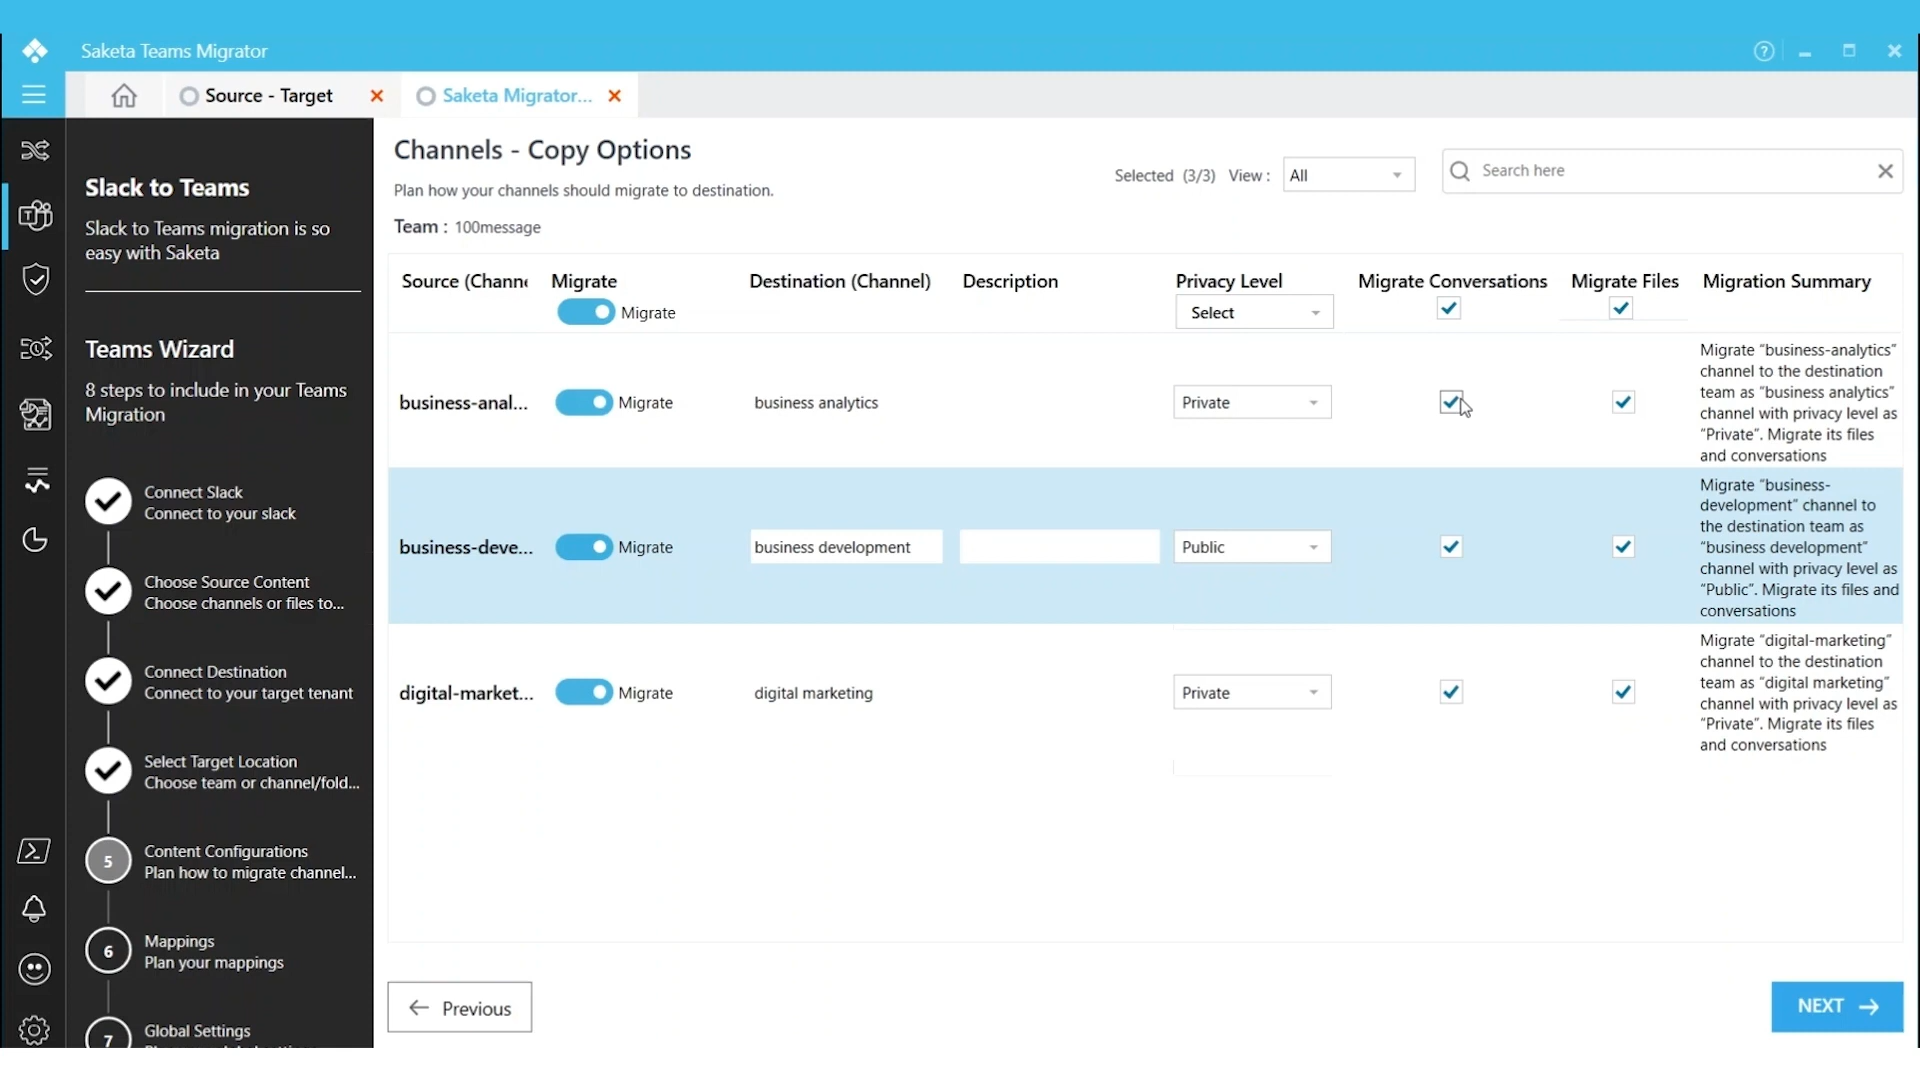 Saketa Teams Migrator
Source - Target
Saketa Migrator...
Slack to Teams
Slack to Teams migration is so
easy with Saketa
Teams Wizard
8 steps to include in your Teams
Migration
Connect Slack
Connect to your slack
Choose Source Content
Choose channels or files to...
Connect Destination
Connect to your target tenant
Select Target Location
Choose team or channel/fold...
5
Content Configurations
Plan how to migrate channel...
6
Mappings
Plan your mappings
7
Global Settings
Channels - Copy Options
Plan how your channels should migrate to destination.
Team : 100message
Selected (3/3) View : All
Search here
Source (Channe Migrate Destination (Channel) Description Privacy Level Migrate Conversations Migrate Files Migration Summary
Migrate Select
business-anal... Migrate business analytics Private
Migrate “business-analytics”
channel to the destination
team as “business analytics”
channel with privacy level as
“Private”. Migrate its files
and conversations
business-deve... Migrate business development Public
Migrate “business-
development” channel to
the destination team as
“business development”
channel with privacy level as
“Public”. Migrate its files and
conversations
digital-market... Migrate digital marketing Private
Migrate “digital-marketing”
channel to the destination
team as “digital marketing”
channel with privacy level as
“Private”. Migrate its files
and conversations
Previous
NEXT